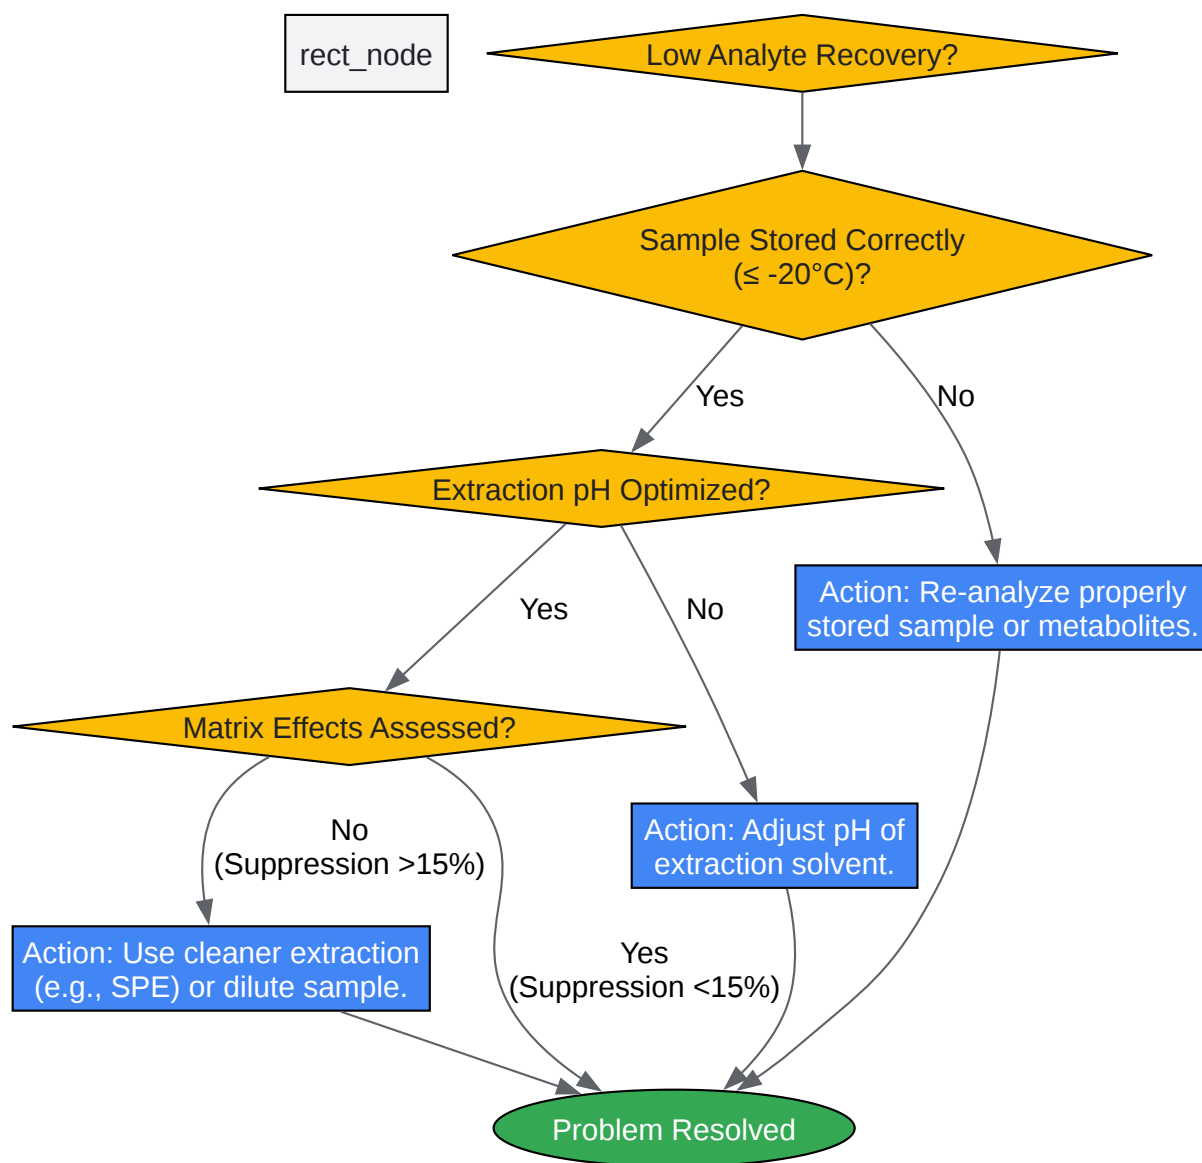 rect_node
Low Analyte Recovery?
Sample Stored Correctly
(≤ -20°C)?
Yes
No
Extraction pH Optimized?
Action: Re-analyze properly
stored sample or metabolites.
Yes
No
Matrix Effects Assessed?
Action: Adjust pH of
extraction solvent.
No
(Suppression >15%)
Action: Use cleaner extraction
(e.g., SPE) or dilute sample.
Yes
(Suppression <15%)
Problem Resolved